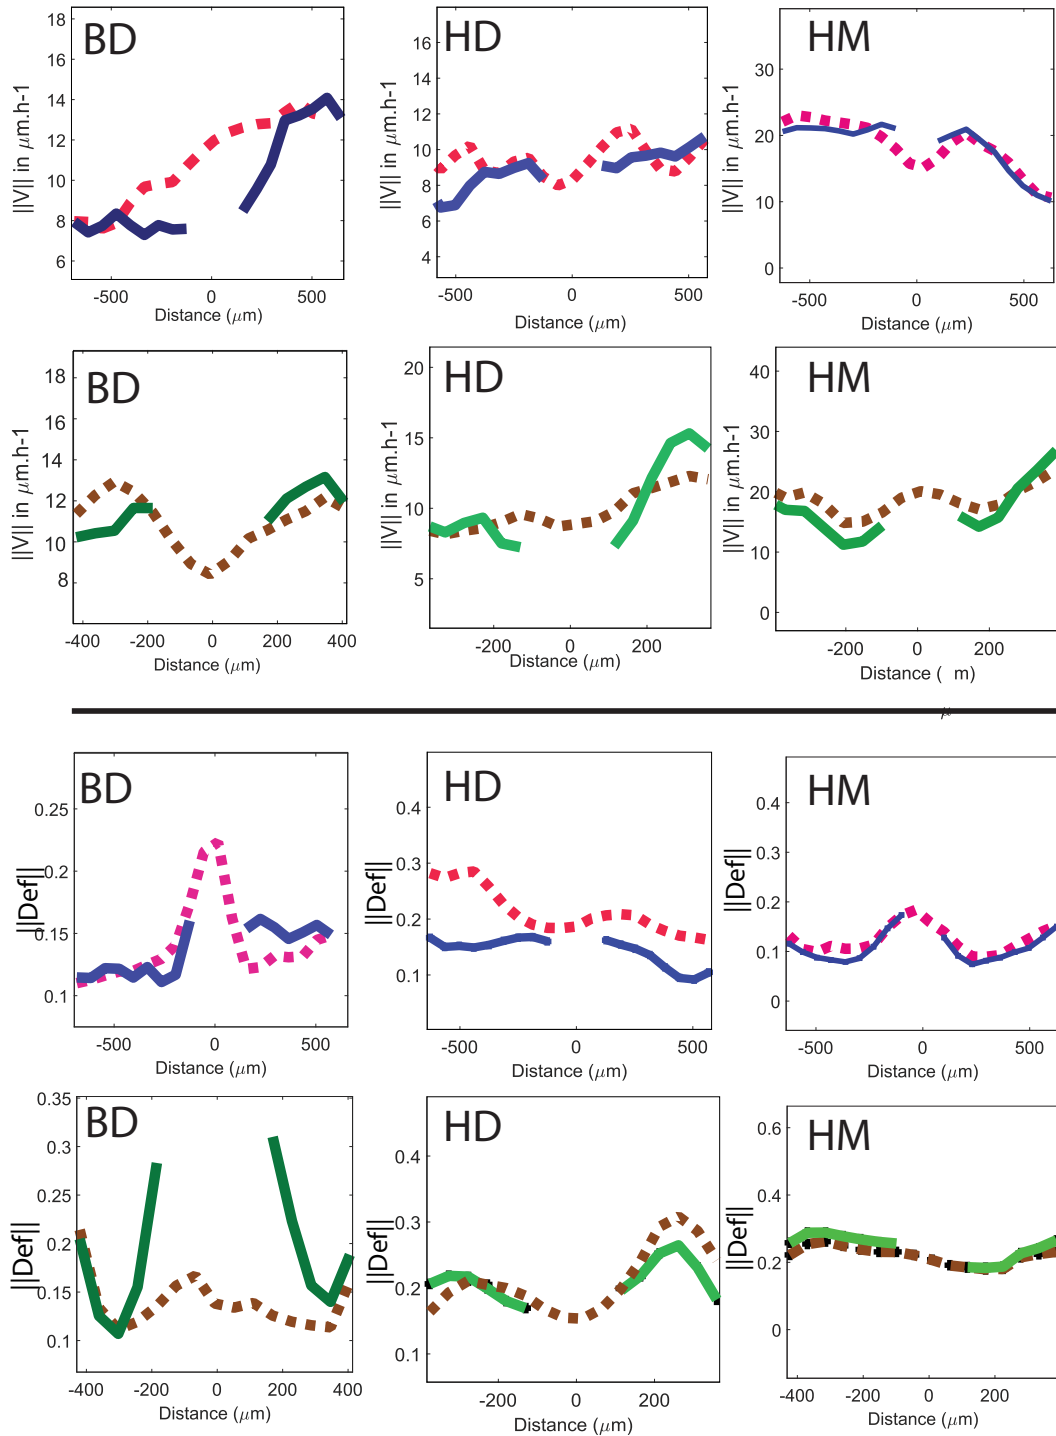 BD
||V|| in μm.h-1
18
16
14
12
10
8
6
-500 0 500
Distance (μm)
HD
||V|| in μm.h-1
16
14
12
10
8
6
4
-500 0 500
Distance (μm)
HM
||V|| in μm.h-1
30
20
10
0
-500 0 500
Distance (μm)
BD
||V|| in μm.h-1
18
16
14
12
10
8
-400 -200 0 200 400
Distance (μm)
HD
||V|| in μm.h-1
20
15
10
5
-200 0 200
Distance (μm)
HM
||V|| in μm.h-1
40
30
20
10
0
-200 0 200
Distance ( m)
μ
BD
||Def||
0.25
0.2
0.15
0.1
-500 0 500
Distance (μm)
HD
||Def||
0.4
0.3
0.2
0.1
-500 0 500
Distance (μm)
HM
||Def||
0.4
0.3
0.2
0.1
0
-500 0 500
Distance (μm)
BD
||Def||
0.35
0.3
0.25
0.2
0.15
0.1
-400 -200 0 200 400
Distance (μm)
HD
||Def||
0.4
0.3
0.2
0.1
-200 0 200
Distance (μm)
HM
||Def||
0.6
0.4
0.2
0
-400 -200 0 200
Distance (μm)